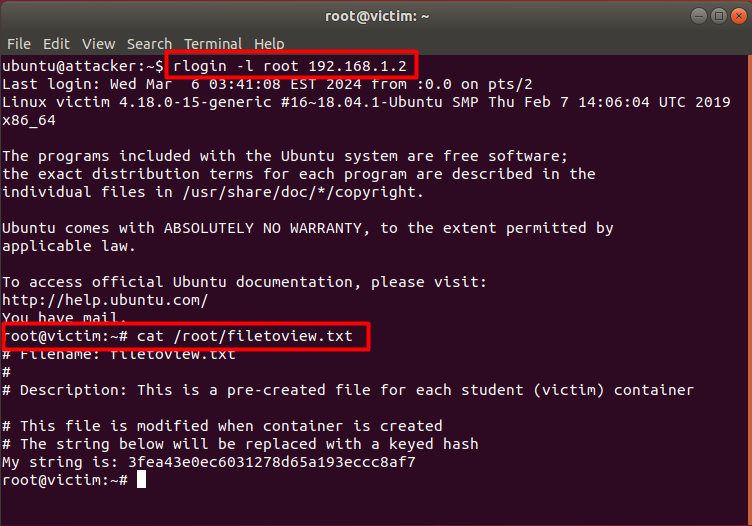 root@victim: ~
File Edit View Search Terminal Help
ubuntu@attacker:~$ rlogin -l root 192.168.1.2
Last login: Wed Mar  6 03:41:08 EST 2024 from :0.0 on pts/2
Linux victim 4.18.0-15-generic #16~18.04.1-Ubuntu SMP Thu Feb 7 14:06:04 UTC 2019
x86_64
The programs included with the Ubuntu system are free software;
the exact distribution terms for each program are described in the
individual files in /usr/share/doc/*/copyright.
Ubuntu comes with ABSOLUTELY NO WARRANTY, to the extent permitted by
applicable law.
To access official Ubuntu documentation, please visit:
http://help.ubuntu.com/
You have mail.
root@victim:~# cat /root/filetoview.txt
# Filename: filetoview.txt
#
# Description: This is a pre-created file for each student (victim) container
# This file is modified when container is created
# The string below will be replaced with a keyed hash
My string is: 3fea43e0ec6031278d65a193eccc8af7
root@victim:~#